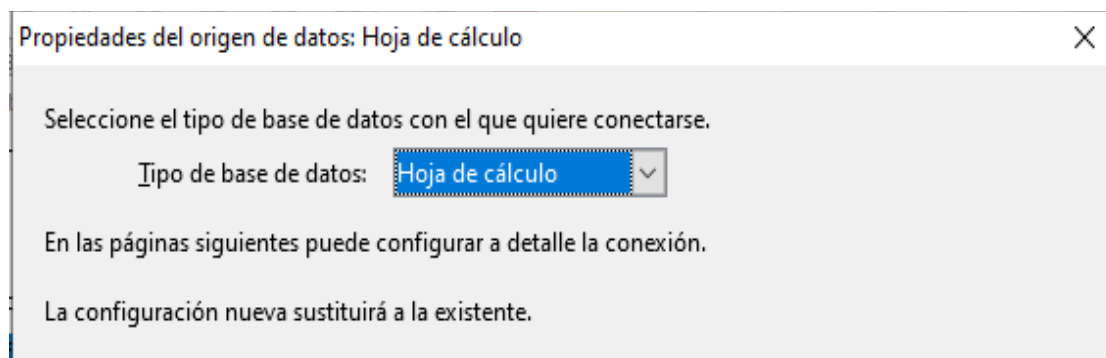 Propiedades del origen de datos: Hoja de cálculo
Seleccione el tipo de base de datos con el que quiere conectarse.
Tipo de base de datos: Hoja de cálculo
En las páginas siguientes puede configurar a detalle la conexión.
La configuración nueva sustituirá a la existente.